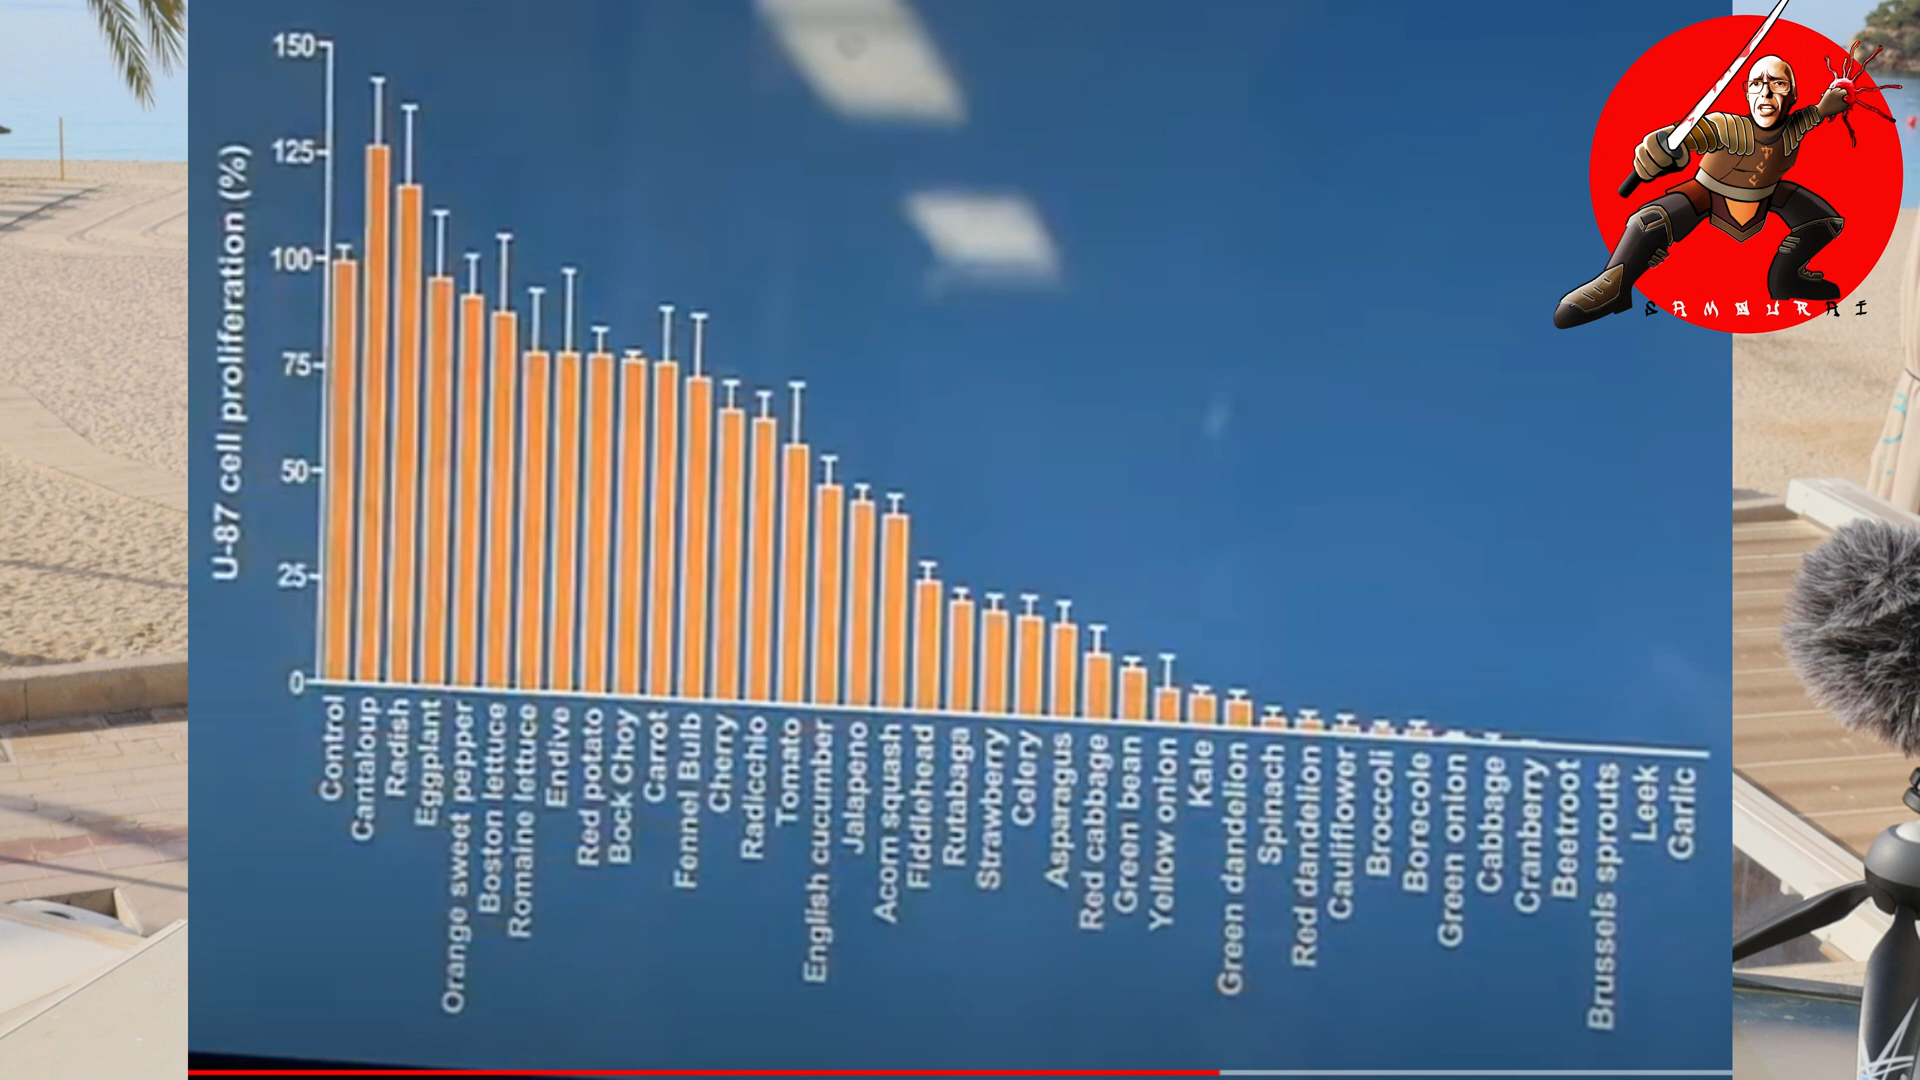 150
125
100
75
50
25
0
U-87 cell proliferation (%)
Control
Cantaloup
Radish
Eggplant
Orange sweet pepper
Boston lettuce
Romaine lettuce
Endive
Red potato
Bock Choy
Carrot
Fennel Bulb
Cherry
Radicchio
Tomato
English cucumber
Jalapeno
Acorn squash
Fiddlehead
Rutabaga
Strawberry
Celery
Asparagus
Red cabbage
Green bean
Yellow onion
Kale
Green dandelion
Spinach
Red dandelion
Cauliflower
Broccoli
Borecole
Green onion
Cabbage
Cranberry
Beetroot
Brussels sprouts
Leek
Garlic
SAMOURAI